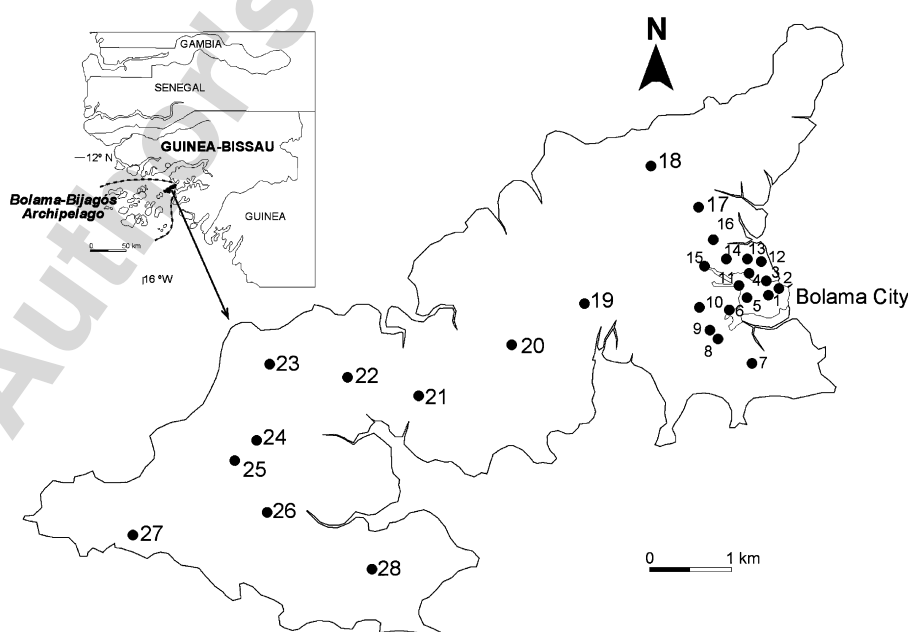 Author's
N
GAMBIA
SENEGAL
12° N
GUINEA-BISSAU
Bolama-Bijagós
Archipelago
GUINEA
0 50 km
16 °W
18
17
16
15 14 13 12
11 4 3 2
Bolama City
10 6 5 1
19
9
8
7
20
23
22
21
24
25
26
27
28
0 1 km